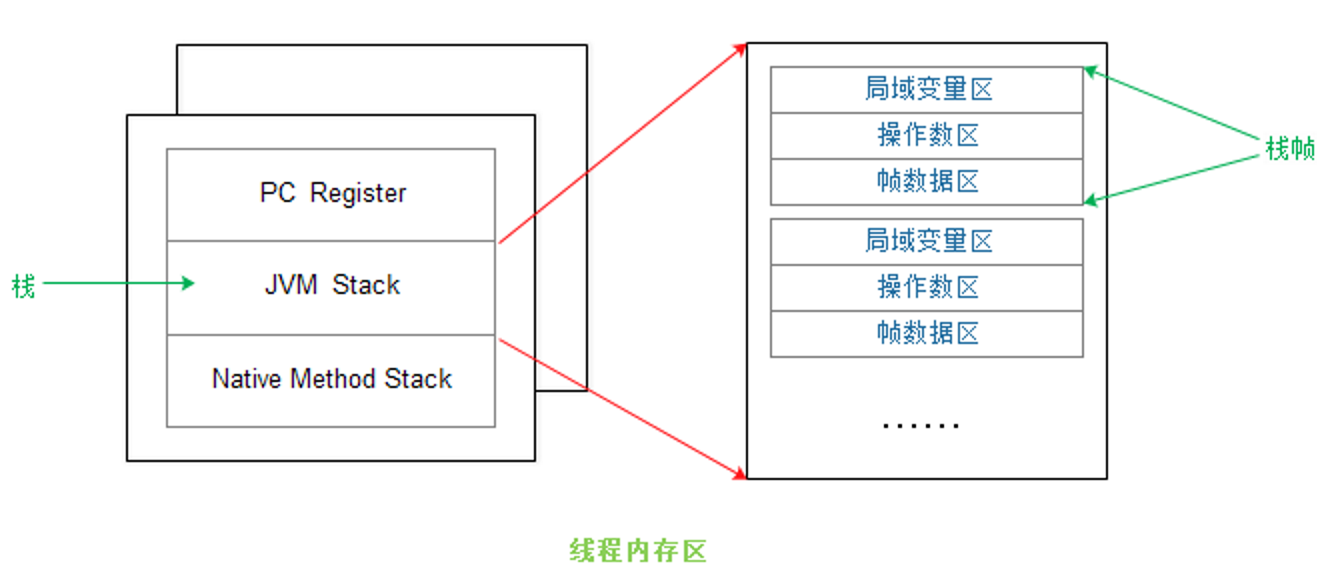 栈
PC Register
JVM Stack
Native Method Stack
局域变量区
操作数区
帧数据区
局域变量区
操作数区
帧数据区
......
栈帧
线程内存区